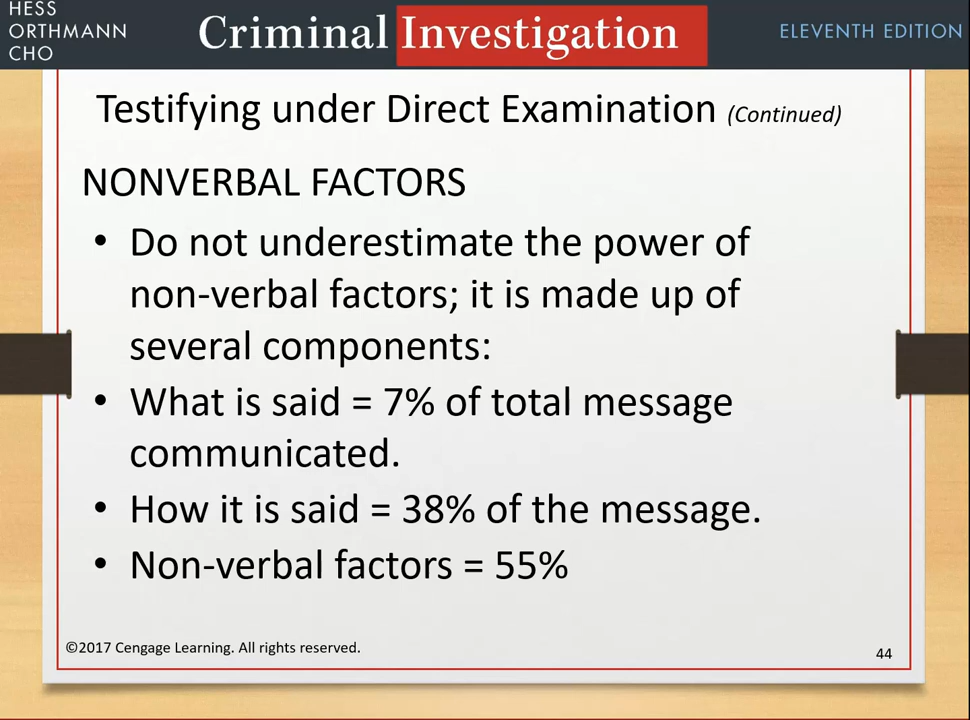 HESS
ORTHMANN
CHO
Criminal Investigation
ELEVENTH EDITION
Testifying under Direct Examination (Continued)
NONVERBAL FACTORS
• Do not underestimate the power of
non-verbal factors; it is made up of
several components:
• What is said = 7% of total message
communicated.
• How it is said = 38% of the message.
• Non-verbal factors = 55%
©2017 Cengage Learning. All rights reserved.
44